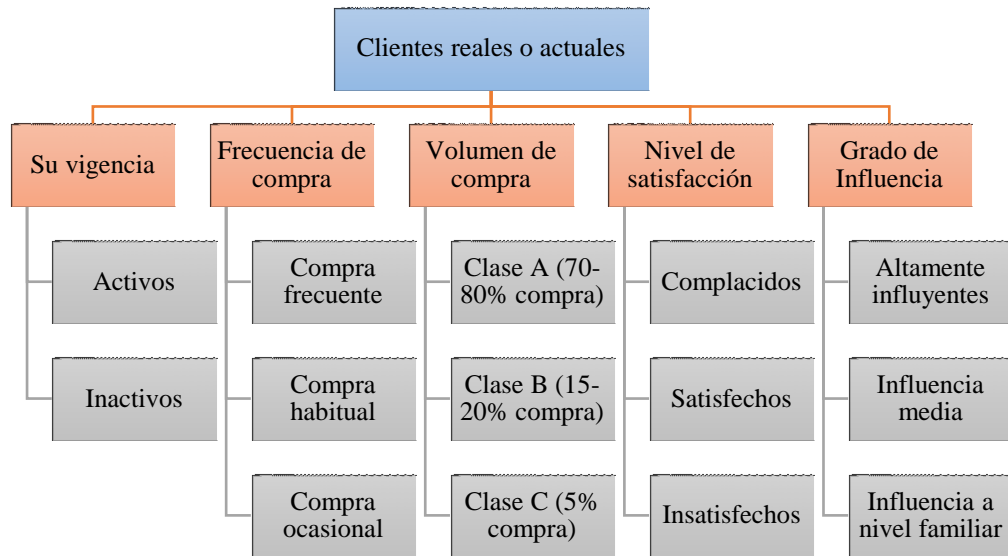 Clientes reales o actuales
Su vigencia
Frecuencia de
compra
Volumen de
compra
Nivel de
satisfacción
Grado de
Influencia
Activos
Compra
frecuente
Clase A (70-
80% compra)
Complacidos
Altamente
influyentes
Inactivos
Compra
habitual
Clase B (15-
20% compra)
Satisfechos
Influencia
media
Compra
ocasional
Clase C (5%
compra)
Insatisfechos
Influencia a
nivel familiar